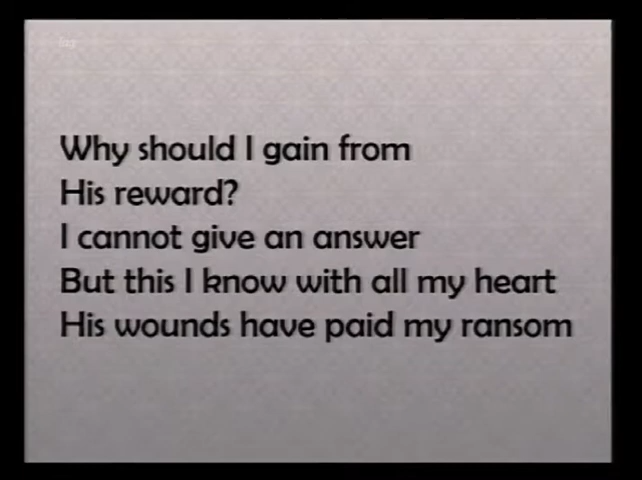 Why should I gain from
His reward?
I cannot give an answer
But this I know with all my heart
His wounds have paid my ransom